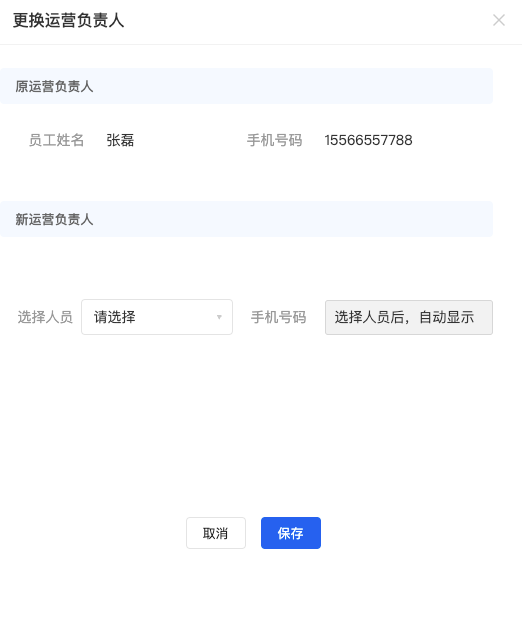 更换运营负责人
原运营负责人
员工姓名 张磊 手机号码 15566557788
新运营负责人
选择人员 请选择 手机号码 选择人员后，自动显示
取消 保存